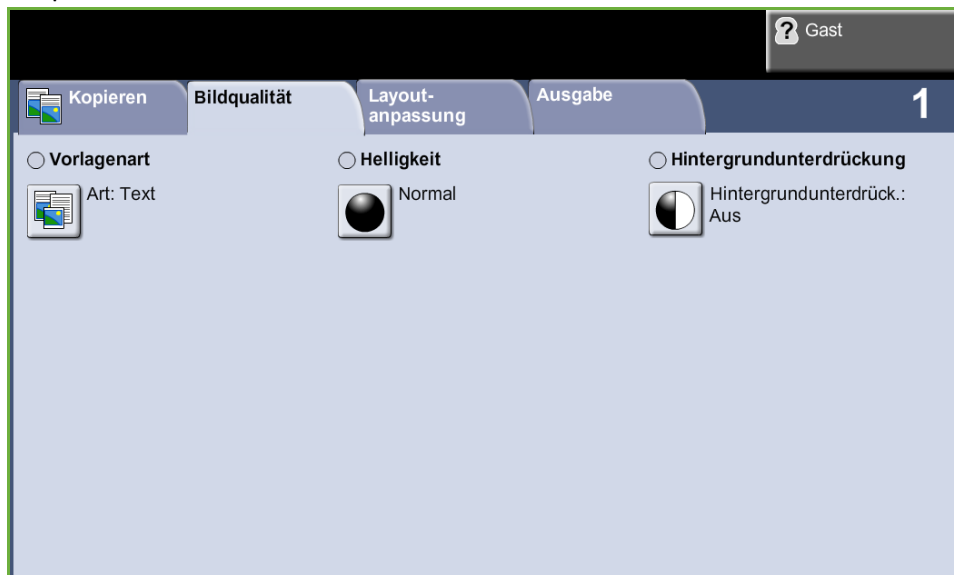 ? Gast
Kopieren
Bildqualität
Layout-
anpassung
Ausgabe
1
Vorlagenart
Art: Text
Helligkeit
Normal
Hintergrundunterdrückung
Hintergrundunterdrück.:
Aus